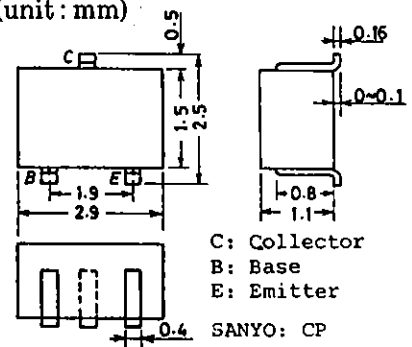 (unit : mm)
0.5
0.16
C
0~0.1
1.5
2.5
B
E
1.9
2.9
0.8
1.1
C: Collector
B: Base
E: Emitter
0.4
SANYO: CP